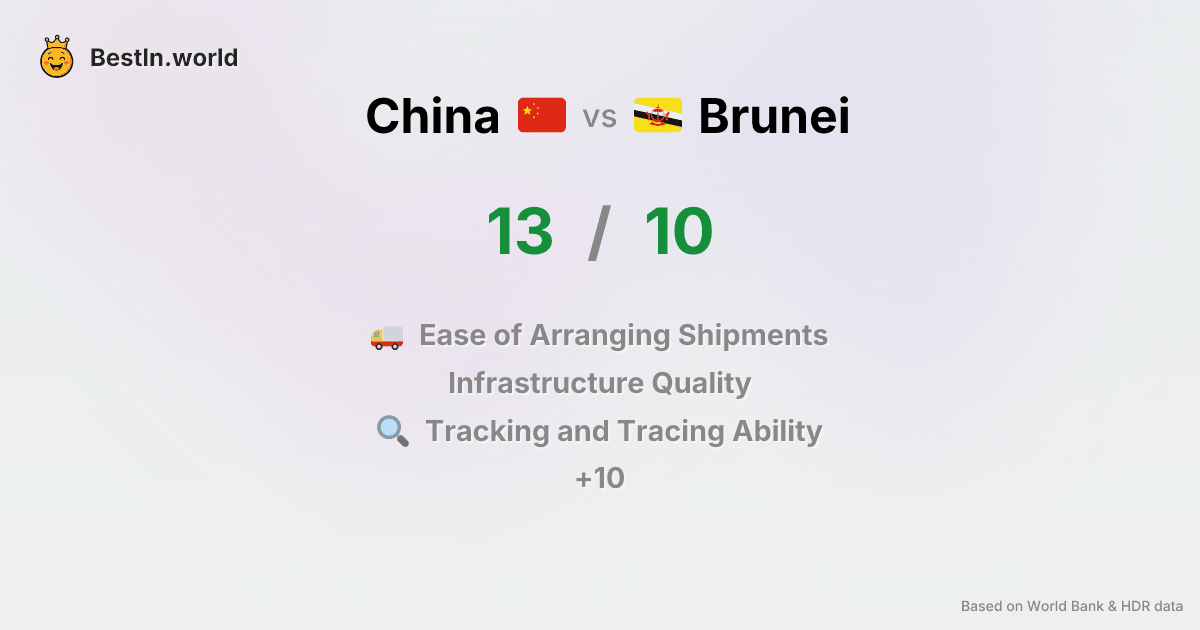 BestIn.world
China vs Brunei
13 / 10
Ease of Arranging Shipments
Infrastructure Quality
Tracking and Tracing Ability
+10
Based on World Bank & HDR data